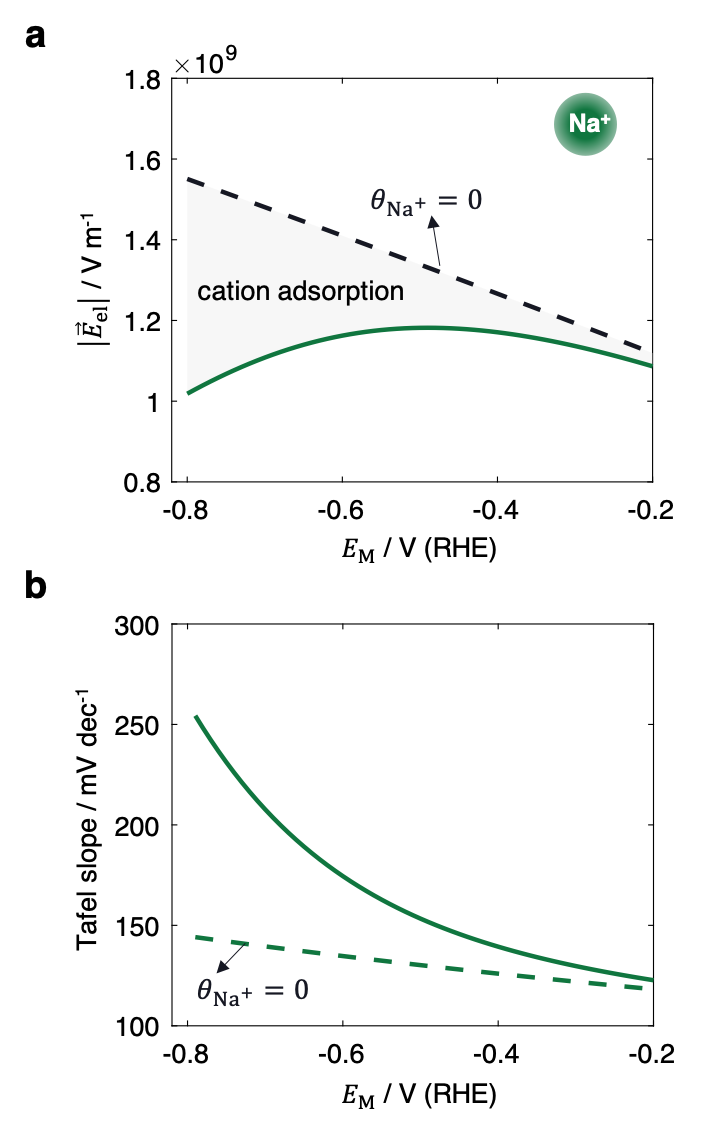 a
×10⁹
1.8
1.6
1.4
1.2
1
0.8
|E⃗el| / V m⁻¹
Na⁺
θNa⁺ = 0
cation adsorption
-0.8 -0.6 -0.4 -0.2
EM / V (RHE)
b
300
250
200
150
100
Tafel slope / mV dec⁻¹
θNa⁺ = 0
-0.8 -0.6 -0.4 -0.2
EM / V (RHE)